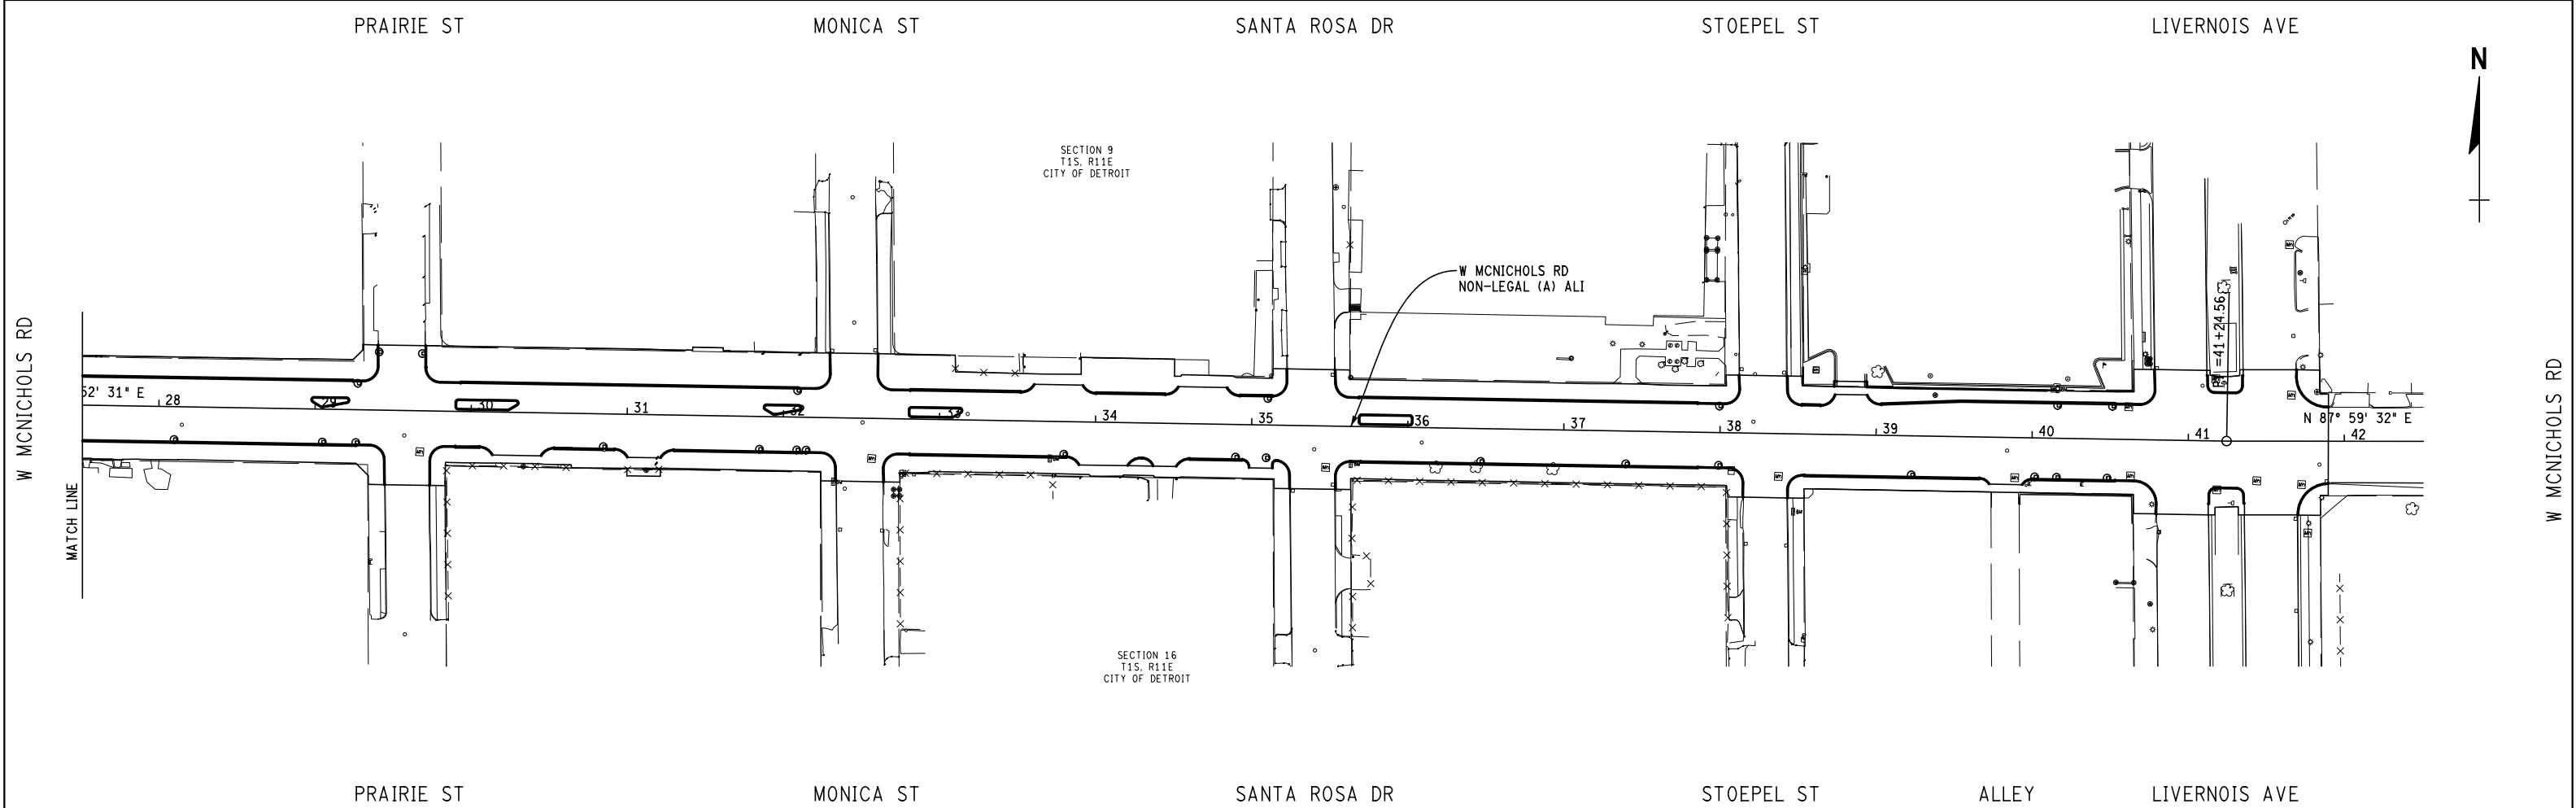 PRAIRIE ST
MONICA ST
SANTA ROSA DR
STOEPEL ST
LIVERNOIS AVE
N
SECTION 9
T1S, R11E
CITY OF DETROIT
W MCNICHOLS RD
NON-LEGAL (A) ALI
=41+24.56
W MCNICHOLS RD
W MCNICHOLS RD
52' 31" E
28
29
30
31
32
33
34
35
36
37
38
39
40
41
42
N 87° 59' 32" E
MATCH LINE
SECTION 16
T1S, R11E
CITY OF DETROIT
PRAIRIE ST
MONICA ST
SANTA ROSA DR
STOEPEL ST
ALLEY
LIVERNOIS AVE